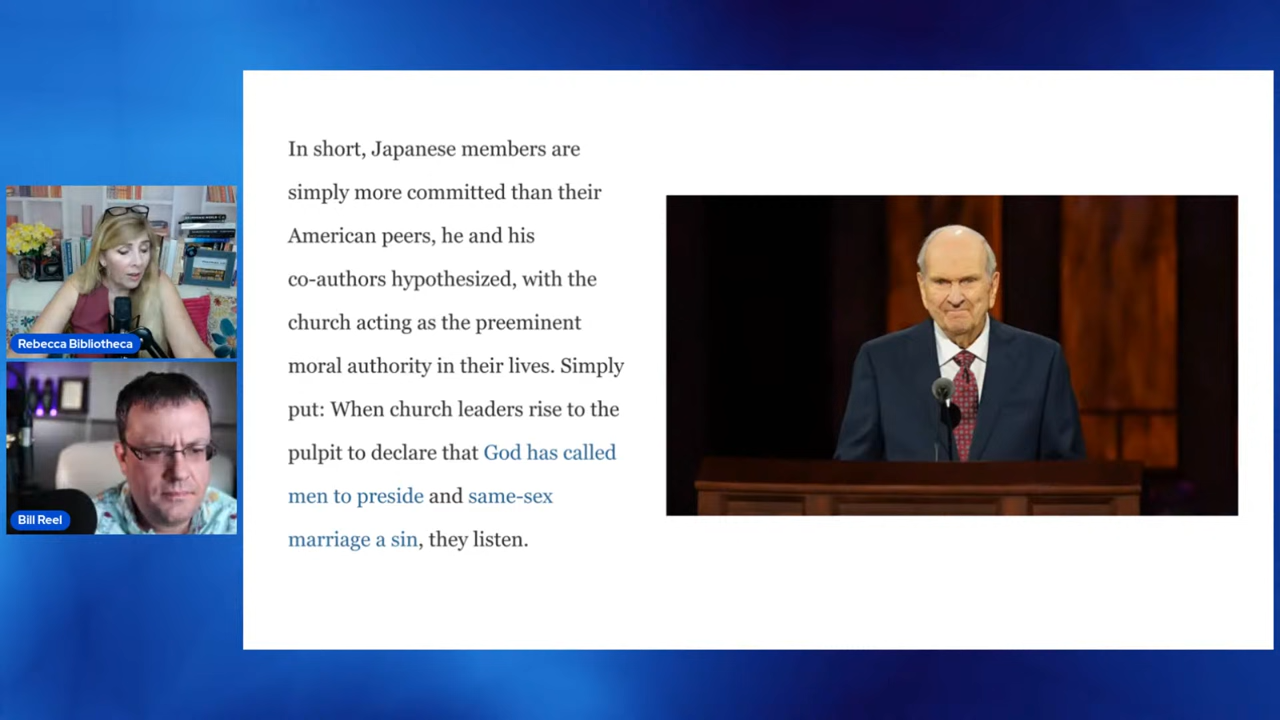 In short, Japanese members are
simply more committed than their
American peers, he and his
co-authors hypothesized, with the
church acting as the preeminent
moral authority in their lives. Simply
put: When church leaders rise to the
pulpit to declare that God has called
men to preside and same-sex
marriage a sin, they listen.
Rebecca Bibliotheca
Bill Reel